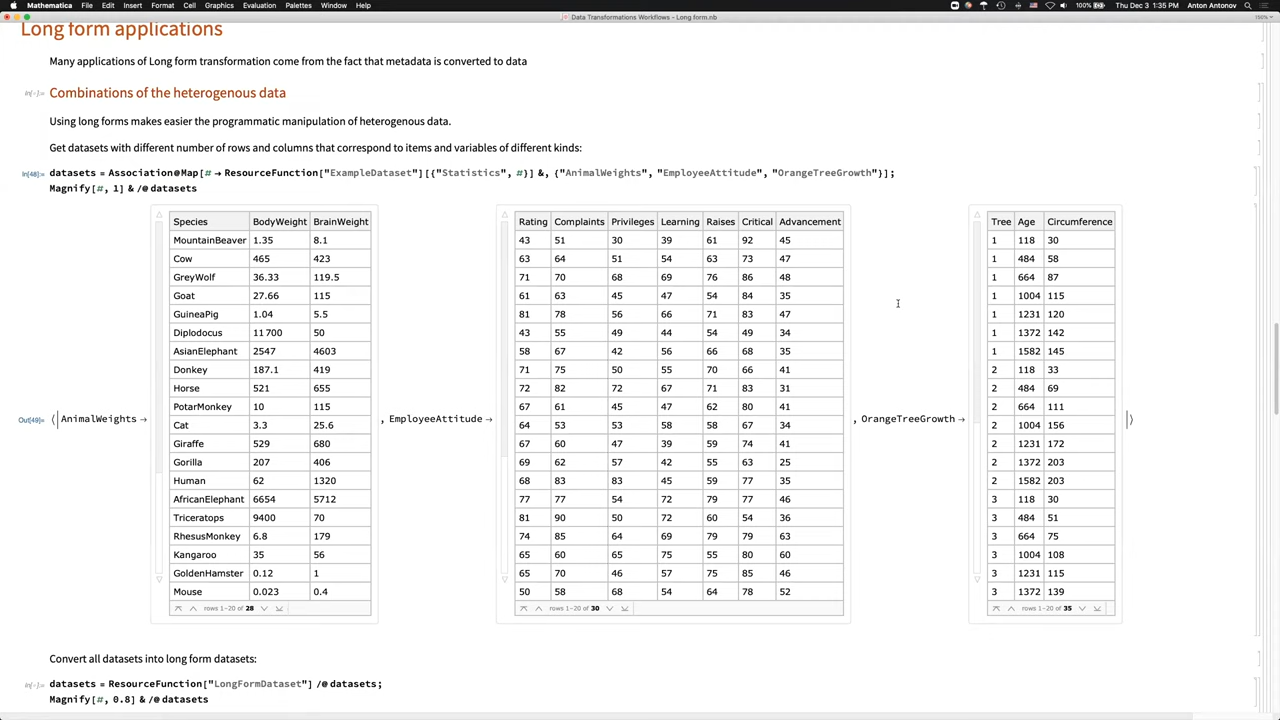 Mathematica File Edit Insert Format Cell Graphics Evaluation Palettes Window Help 100% Thu Dec 3 1:35 PM Anton Antonov
Data Transformations Workflows - Long form.nb 150%
Long form applications
Many applications of Long form transformation come from the fact that metadata is converted to data
In[•]:= Combinations of the heterogenous data
Using long forms makes easier the programmatic manipulation of heterogenous data.
Get datasets with different number of rows and columns that correspond to items and variables of different kinds:
In[48]:= datasets = Association@Map[# → ResourceFunction["ExampleDataset"][{"Statistics", #}] &, {"AnimalWeights", "EmployeeAttitude", "OrangeTreeGrowth"}];
Magnify[#, 1] & /@ datasets
Out[49]= ⟨| AnimalWeights →
Species BodyWeight BrainWeight
MountainBeaver 1.35 8.1
Cow 465 423
GreyWolf 36.33 119.5
Goat 27.66 115
GuineaPig 1.04 5.5
Diplodocus 11 700 50
AsianElephant 2547 4603
Donkey 187.1 419
Horse 521 655
PotarMonkey 10 115
Cat 3.3 25.6
Giraffe 529 680
Gorilla 207 406
Human 62 1320
AfricanElephant 6654 5712
Triceratops 9400 70
RhesusMonkey 6.8 179
Kangaroo 35 56
GoldenHamster 0.12 1
Mouse 0.023 0.4
rows 1–20 of 28
, EmployeeAttitude →
Rating Complaints Privileges Learning Raises Critical Advancement
43 51 30 39 61 92 45
63 64 51 54 63 73 47
71 70 68 69 76 86 48
61 63 45 47 54 84 35
81 78 56 66 71 83 47
43 55 49 44 54 49 34
58 67 42 56 66 68 35
71 75 50 55 70 66 41
72 82 72 67 71 83 31
67 61 45 47 62 80 41
64 53 53 58 58 67 34
67 60 47 39 59 74 41
69 62 57 42 55 63 25
68 83 83 45 59 77 35
77 77 54 72 79 77 46
81 90 50 72 60 54 36
74 85 64 69 79 79 63
65 60 65 75 55 80 60
65 70 46 57 75 85 46
50 58 68 54 64 78 52
rows 1–20 of 30
, OrangeTreeGrowth →
Tree Age Circumference
1 118 30
1 484 58
1 664 87
1 1004 115
1 1231 120
1 1372 142
1 1582 145
2 118 33
2 484 69
2 664 111
2 1004 156
2 1231 172
2 1372 203
2 1582 203
3 118 30
3 484 51
3 664 75
3 1004 108
3 1231 115
3 1372 139
rows 1–20 of 35
|⟩
Convert all datasets into long form datasets:
In[•]:= datasets = ResourceFunction["LongFormDataset"] /@ datasets;
Magnify[#, 0.8] & /@ datasets